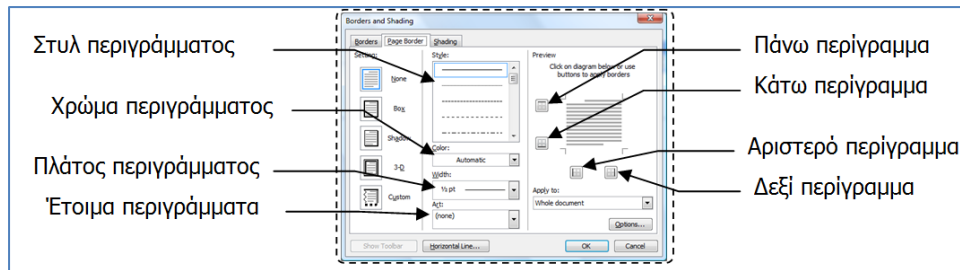 Borders and Shading
Borders Page Border Shading
Στυλ περιγράμματος
Χρώμα περιγράμματος
Πλάτος περιγράμματος
Έτοιμα περιγράμματα
Setting:
None
Box
Shadow
3-D
Custom
Style:
Color:
Automatic
Width:
½ pt
Art:
(none)
Preview
Click on diagram below or use
buttons to apply borders
Apply to:
Whole document
Options...
Show Toolbar
Horizontal Line...
OK
Cancel
Πάνω περίγραμμα
Κάτω περίγραμμα
Αριστερό περίγραμμα
Δεξί περίγραμμα